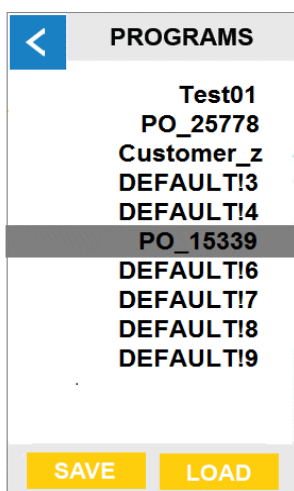 PROGRAMS
Test01
PO_25778
Customer_z
DEFAULT!3
DEFAULT!4
PO_15339
DEFAULT!6
DEFAULT!7
DEFAULT!8
DEFAULT!9
SAVE LOAD